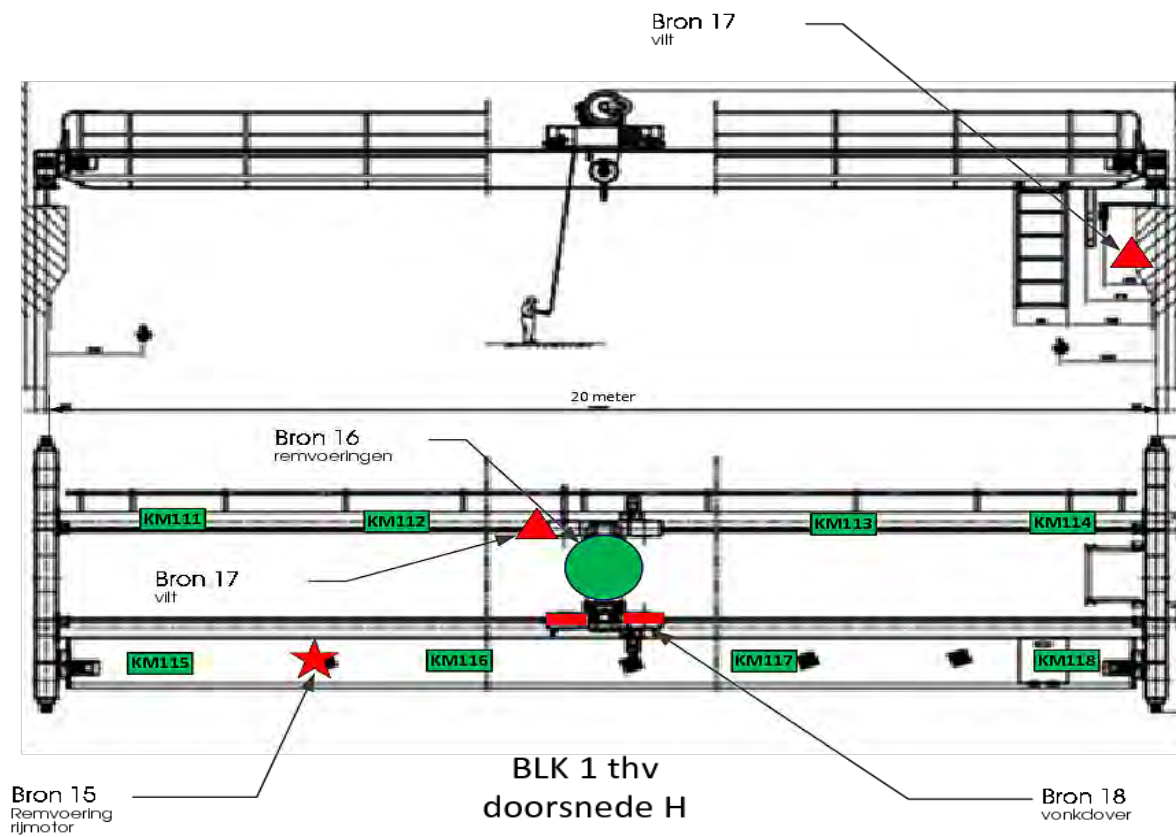 Bron 17
vilt
20 meter
Bron 16
remvoeringen
KM111
KM112
KM113
KM114
Bron 17
vilt
KM115
KM116
KM117
KM118
BLK 1 thv
doorsnede H
Bron 15
Remvoering
rijmotor
Bron 18
vonkdover